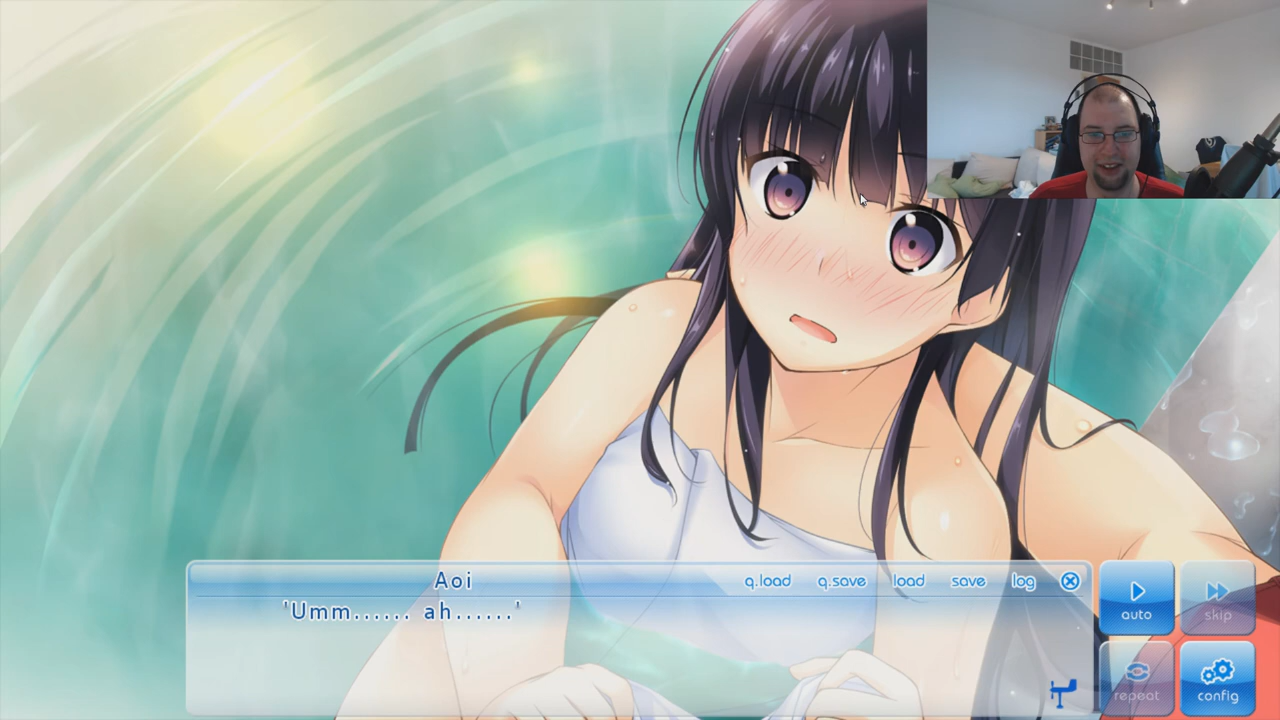 Aoi
q.load q.save load save log
'Umm...... ah......'
auto skip
repeat config